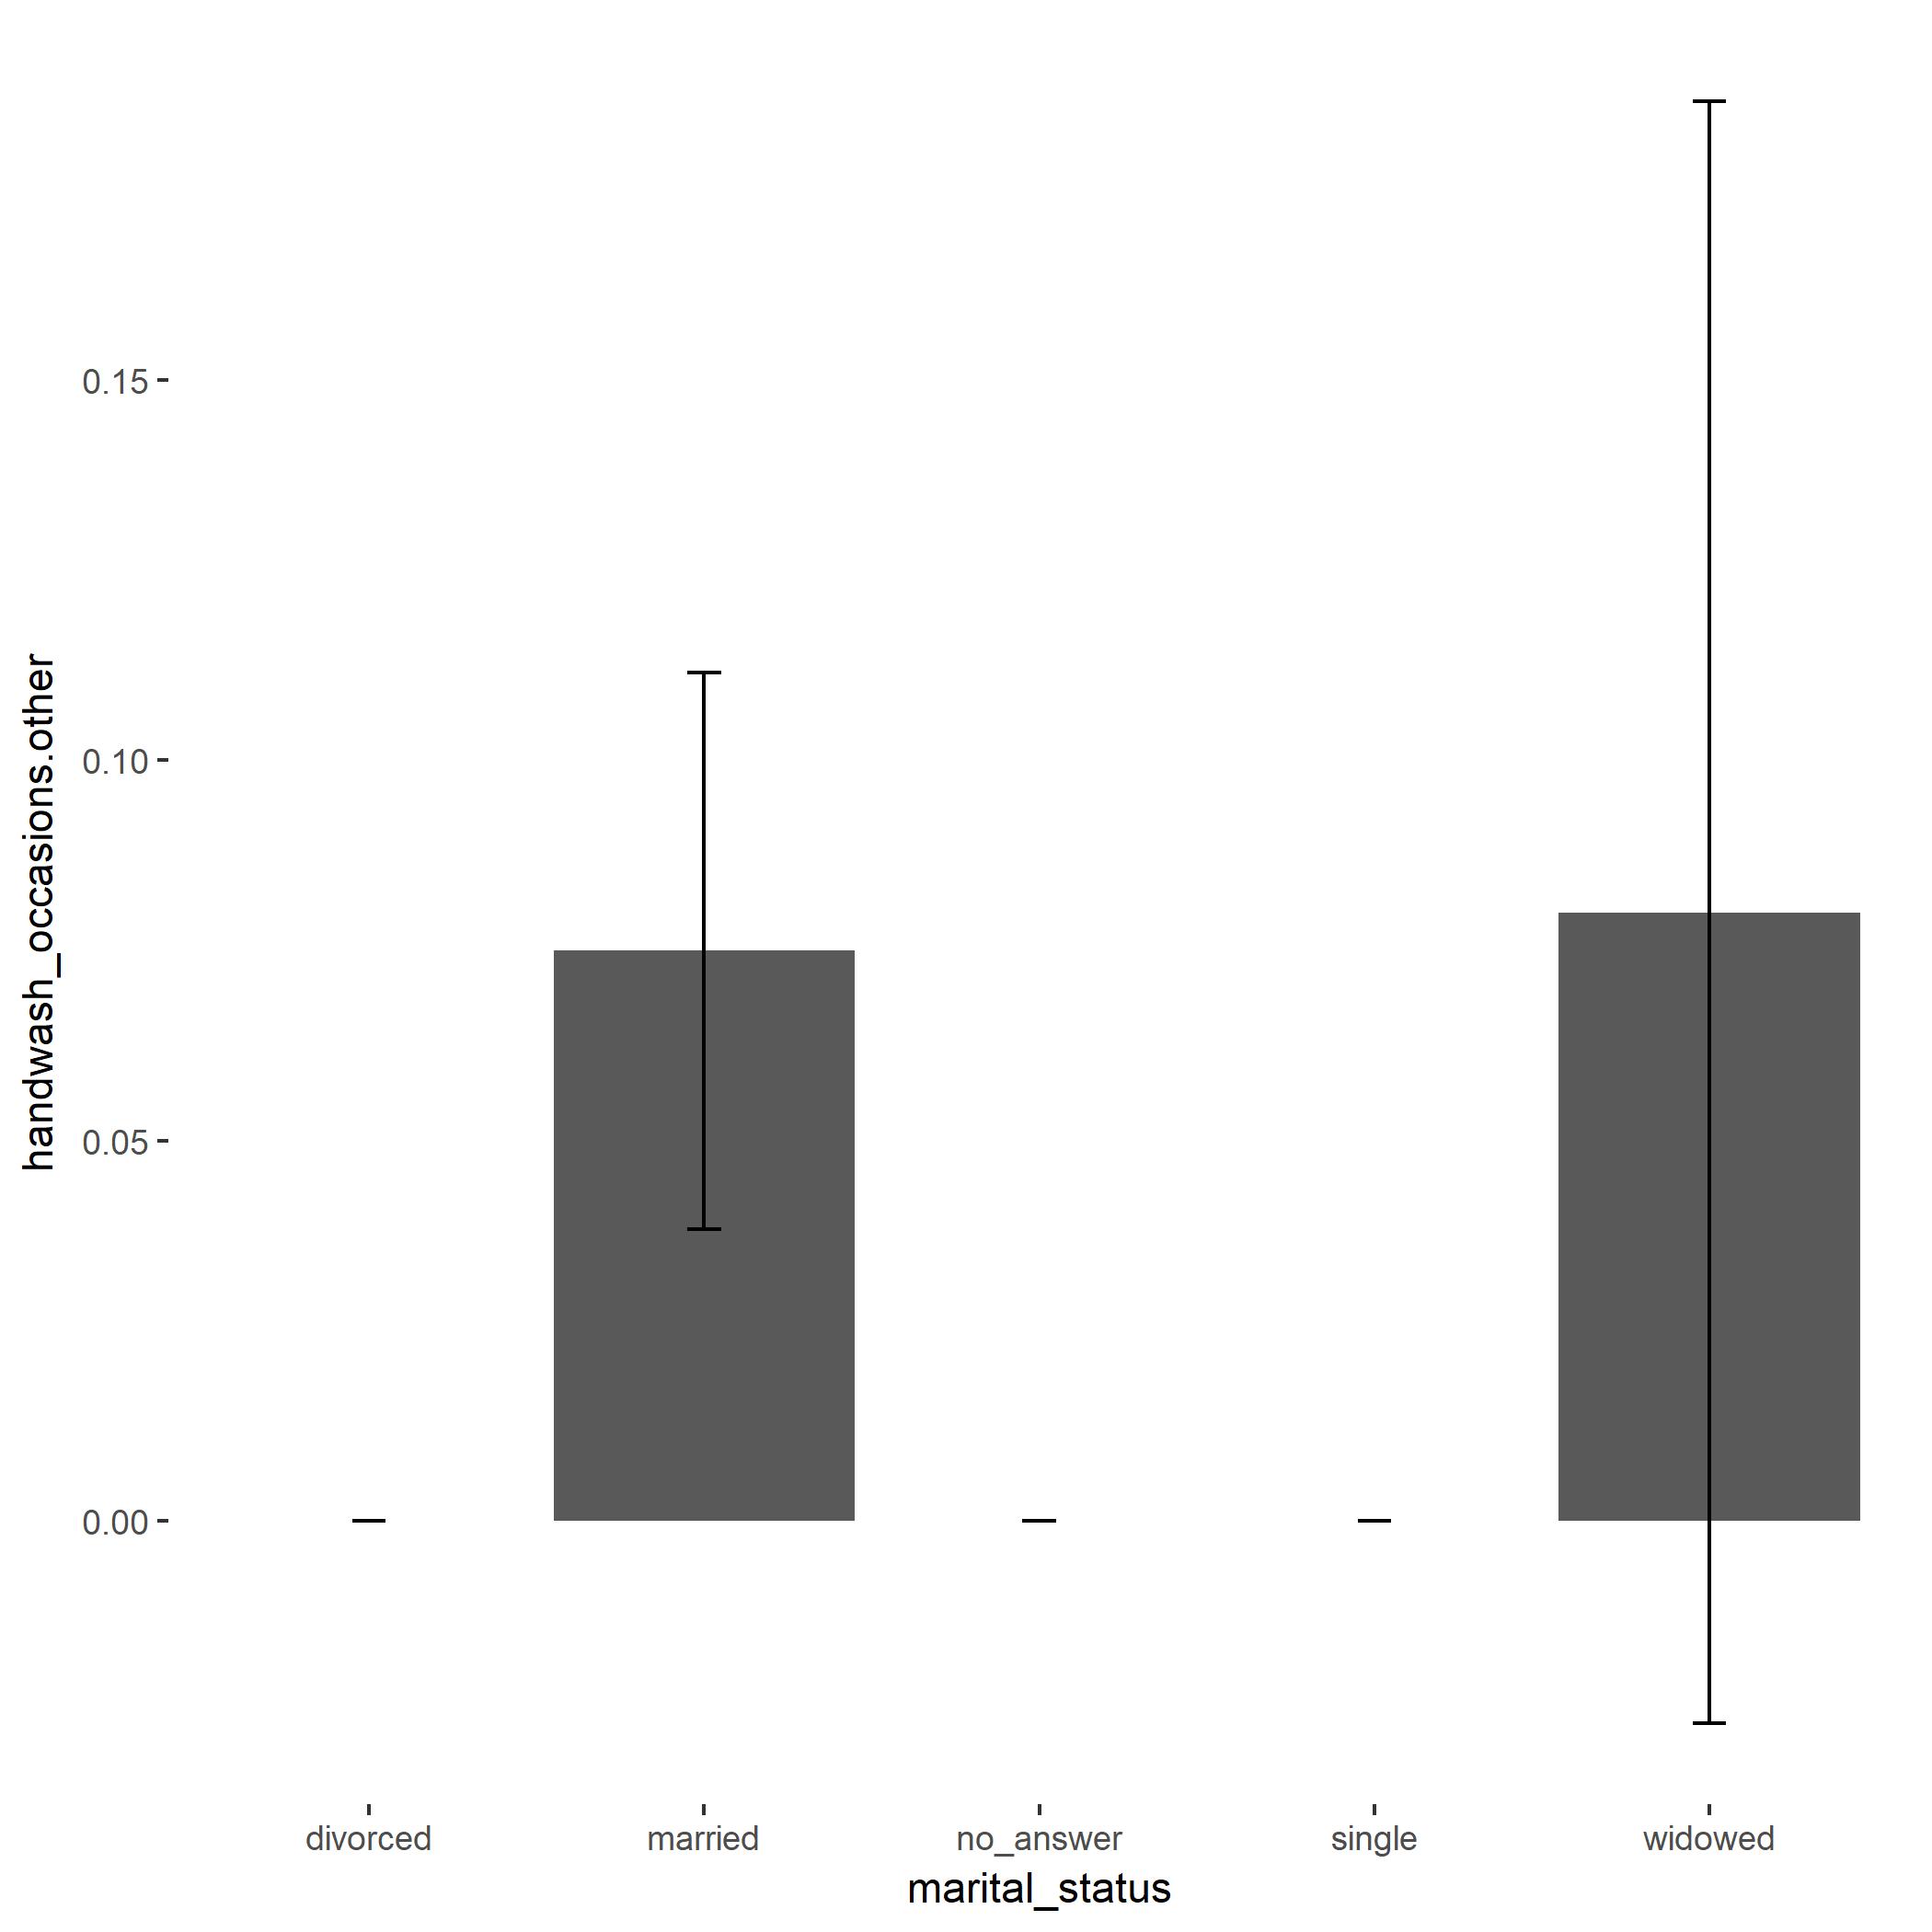 handwash_occasions.other
0.15
0.10
0.05
0.00
divorced married no_answer single widowed
marital_status